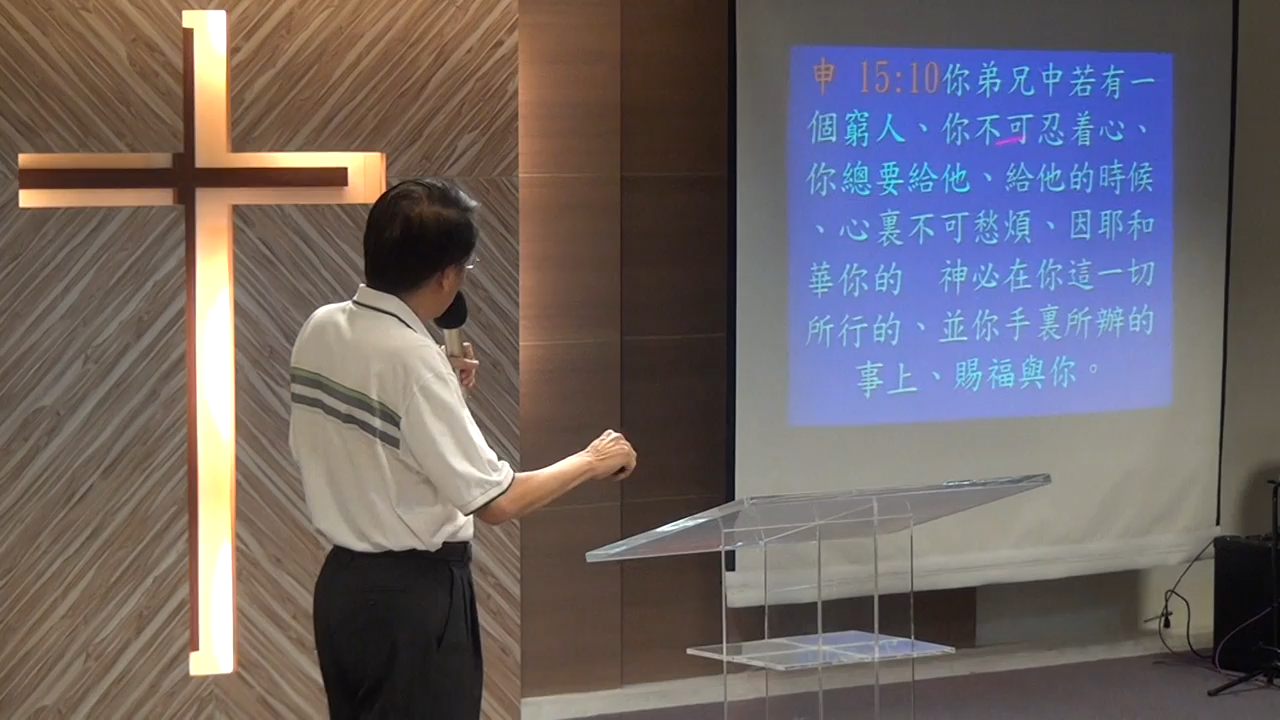 申 15:10你弟兄中若有一
個窮人、你不可忍着心、
你總要給他、給他的時候
、心裏不可愁煩、因耶和
華你的　神必在你這一切
所行的、並你手裏所辦的
事上、賜福與你。